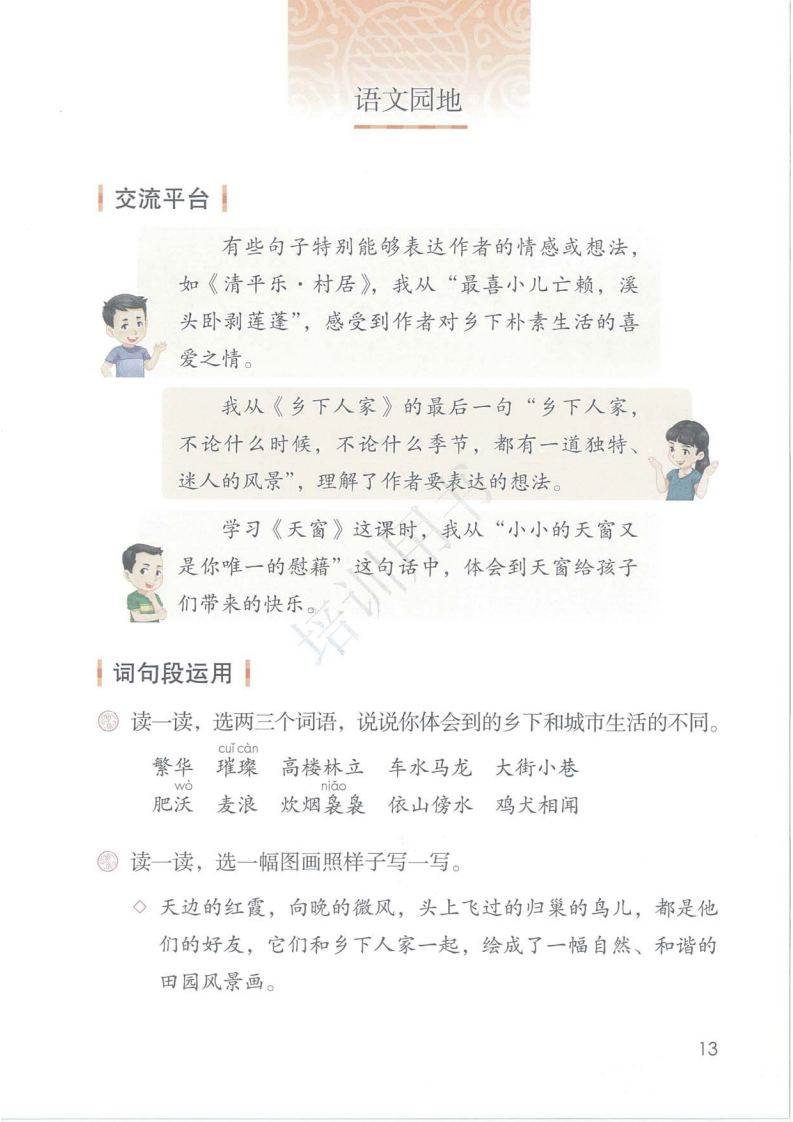 语文园地
交流平台
有些句子特别能够表达作者的情感或想法，
如《清平乐·村居》，我从“最喜小儿亡赖，溪
头卧剥莲蓬”，感受到作者对乡下朴素生活的喜
爱之情。
我从《乡下人家》的最后一句“乡下人家，
不论什么时候，不论什么季节，都有一道独特、
迷人的风景”，理解了作者要表达的想法。
学习《天窗》这课时，我从“小小的天窗又
是你唯一的慰藉”这句话中，体会到天窗给孩子
们带来的快乐。
培训用书
词句段运用
读一读，选两三个词语，说说你体会到的乡下和城市生活的不同。
cuǐ càn
繁华 璀璨 高楼林立 车水马龙 大街小巷
wò niǎo
肥沃 麦浪 炊烟袅袅 依山傍水 鸡犬相闻
读一读，选一幅图画照样子写一写。
◇ 天边的红霞，向晚的微风，头上飞过的归巢的鸟儿，都是他
们的好友，它们和乡下人家一起，绘成了一幅自然、和谐的
田园风景画。
13